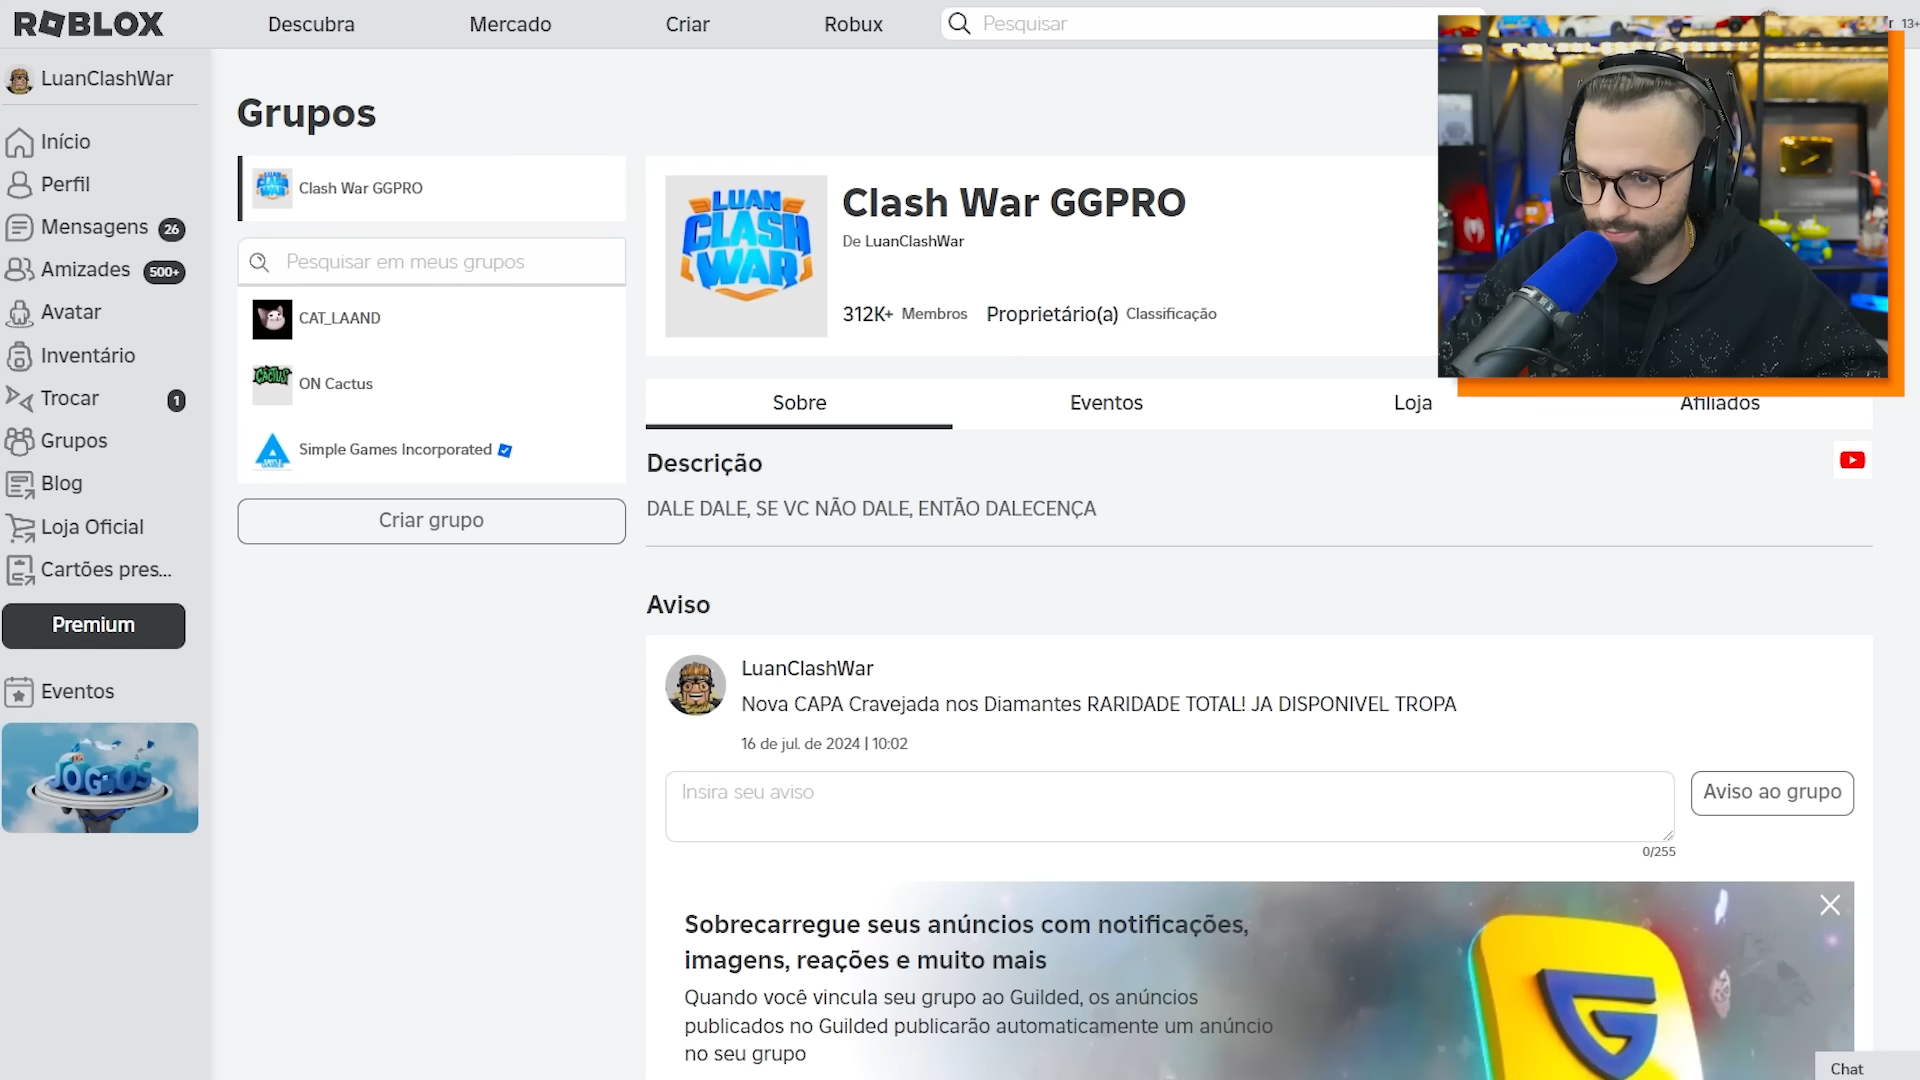 ROBLOX
Descubra
Mercado
Criar
Robux
Pesquisar
13+
LuanClashWar
Início
Perfil
Mensagens 26
Amizades 500+
Avatar
Inventário
Trocar 1
Grupos
Blog
Loja Oficial
Cartões pres...
Premium
Eventos
JOGOS
Grupos
Clash War GGPRO
Pesquisar em meus grupos
CAT_LAAND
CACTUS
ON Cactus
Simple Games Incorporated
Criar grupo
LUAN
CLASH
WAR
Clash War GGPRO
De LuanClashWar
312K+ Membros Proprietário(a) Classificação
Sobre
Eventos
Loja
Afiliados
Descrição
DALE DALE, SE VC NÃO DALE, ENTÃO DALECENÇA
Aviso
LuanClashWar
Nova CAPA Cravejada nos Diamantes RARIDADE TOTAL! JA DISPONIVEL TROPA
16 de jul. de 2024 | 10:02
Insira seu aviso
Aviso ao grupo
0/255
Sobrecarregue seus anúncios com notificações,
imagens, reações e muito mais
Quando você vincula seu grupo ao Guilded, os anúncios
publicados no Guilded publicarão automaticamente um anúncio
no seu grupo
Chat